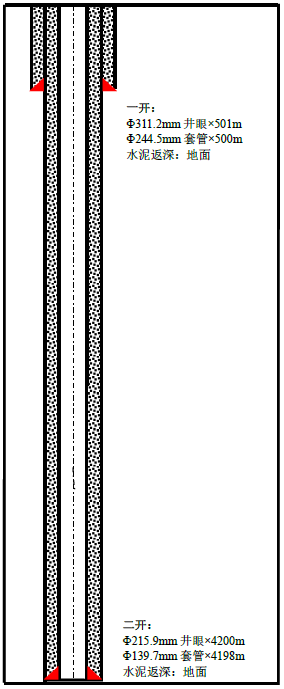 一开：
Φ311.2mm 井眼×501m
Φ244.5mm 套管×500m
水泥返深：地面
二开：
Φ215.9mm 井眼×4200m
Φ139.7mm 套管×4198m
水泥返深：地面